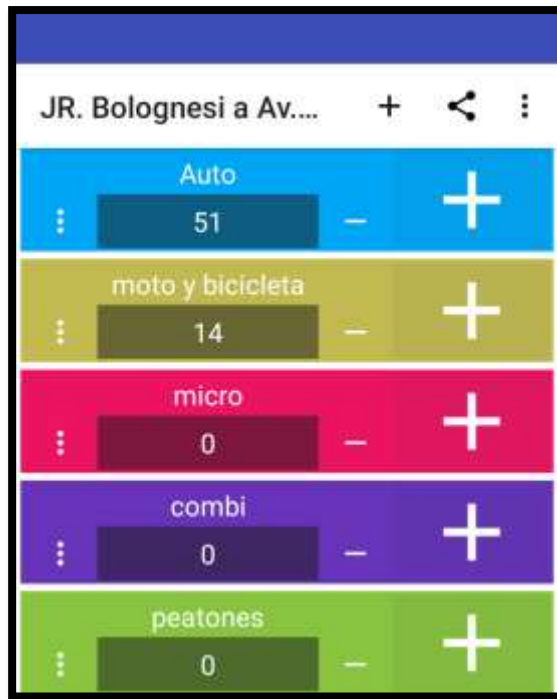 JR. Bolognesi a Av....
Auto
51
moto y bicicleta
14
micro
0
combi
0
peatones
0